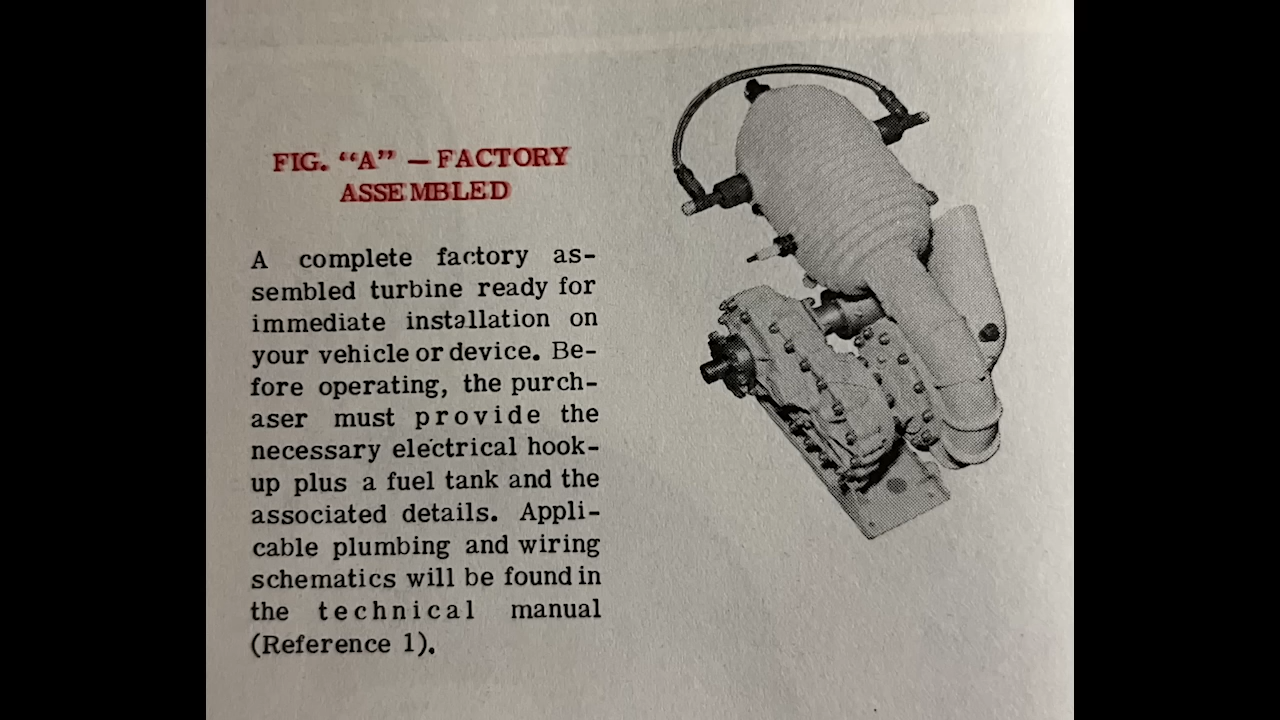 FIG. “A” — FACTORY
ASSEMBLED
A complete factory as-
sembled turbine ready for
immediate installation on
your vehicle or device. Be-
fore operating, the purch-
aser must provide the
necessary electrical hook-
up plus a fuel tank and the
associated details. Appli-
cable plumbing and wiring
schematics will be found in
the technical manual
(Reference 1).